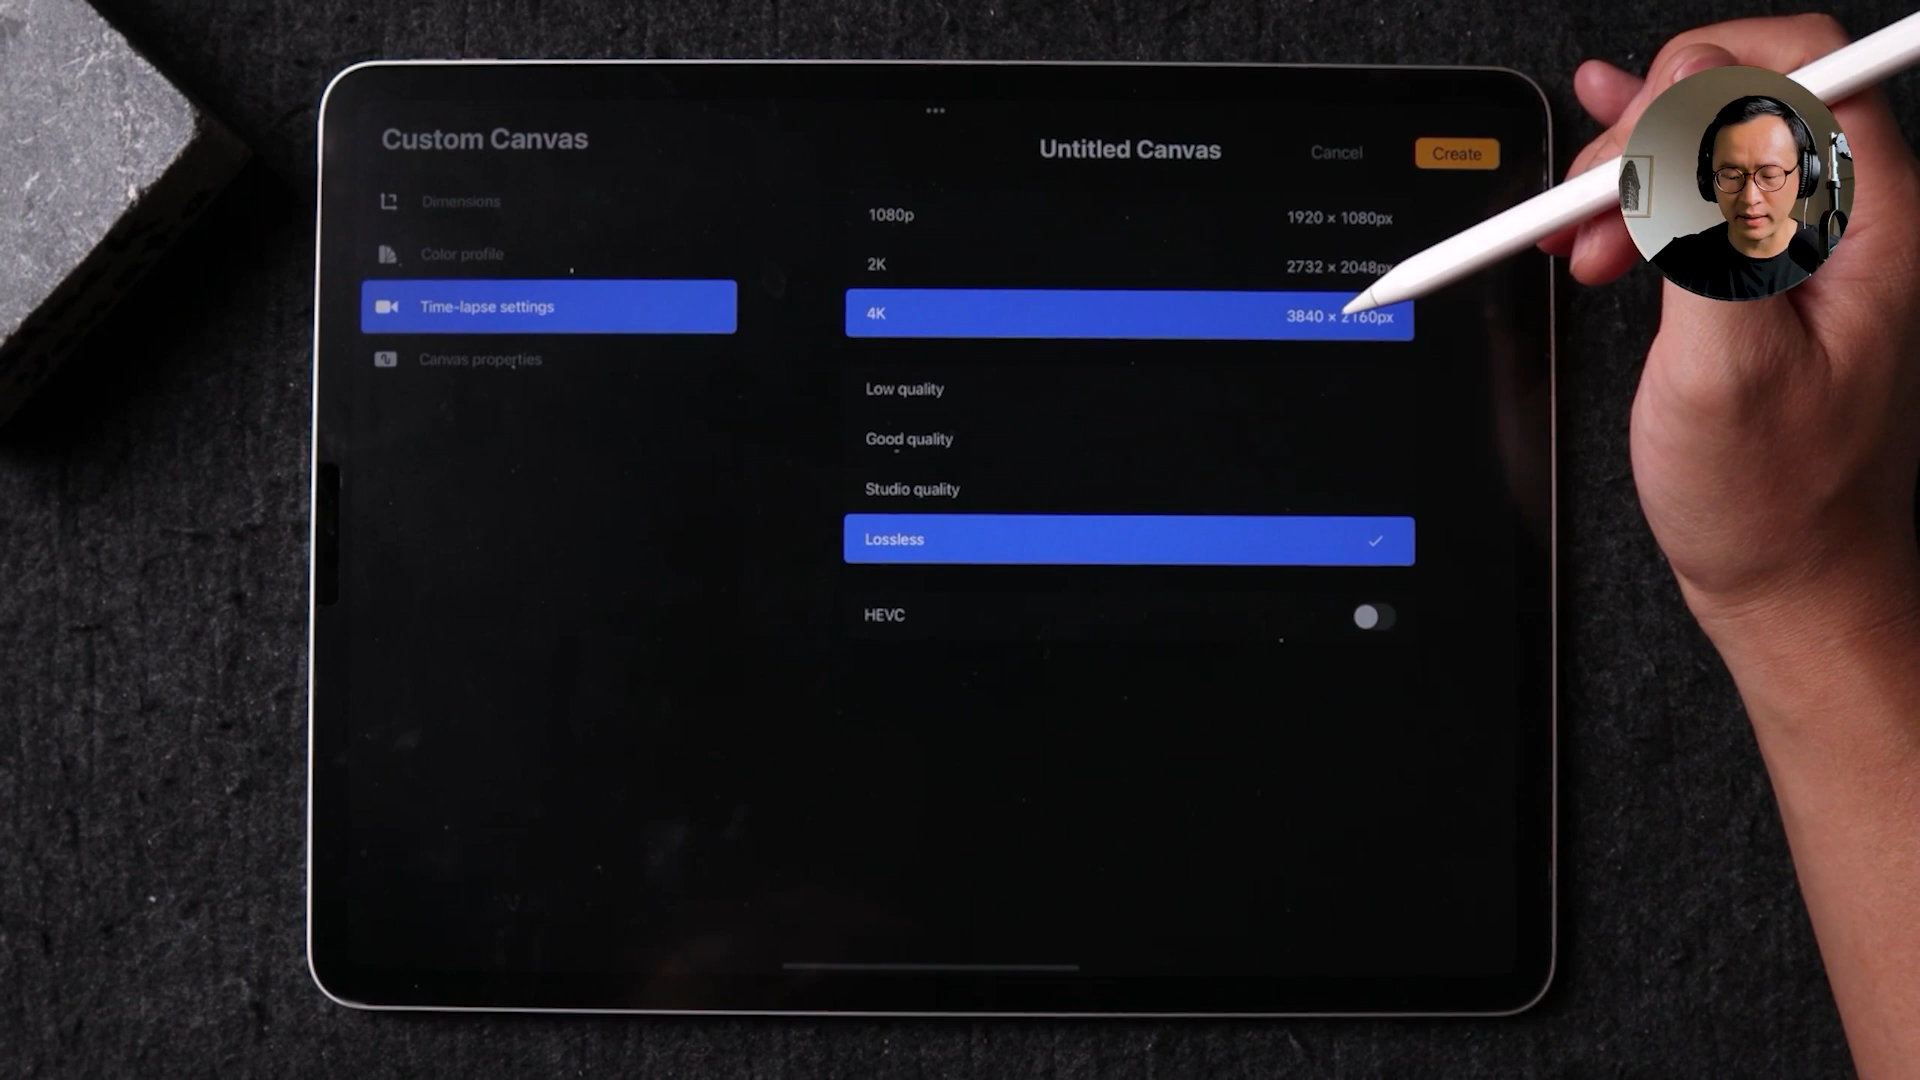 Custom Canvas
Untitled Canvas
Cancel
Create
Dimensions
Color profile
Time-lapse settings
Canvas properties
1080p 1920 × 1080px
2K 2732 × 2048px
4K 3840 × 2160px
Low quality
Good quality
Studio quality
Lossless
HEVC